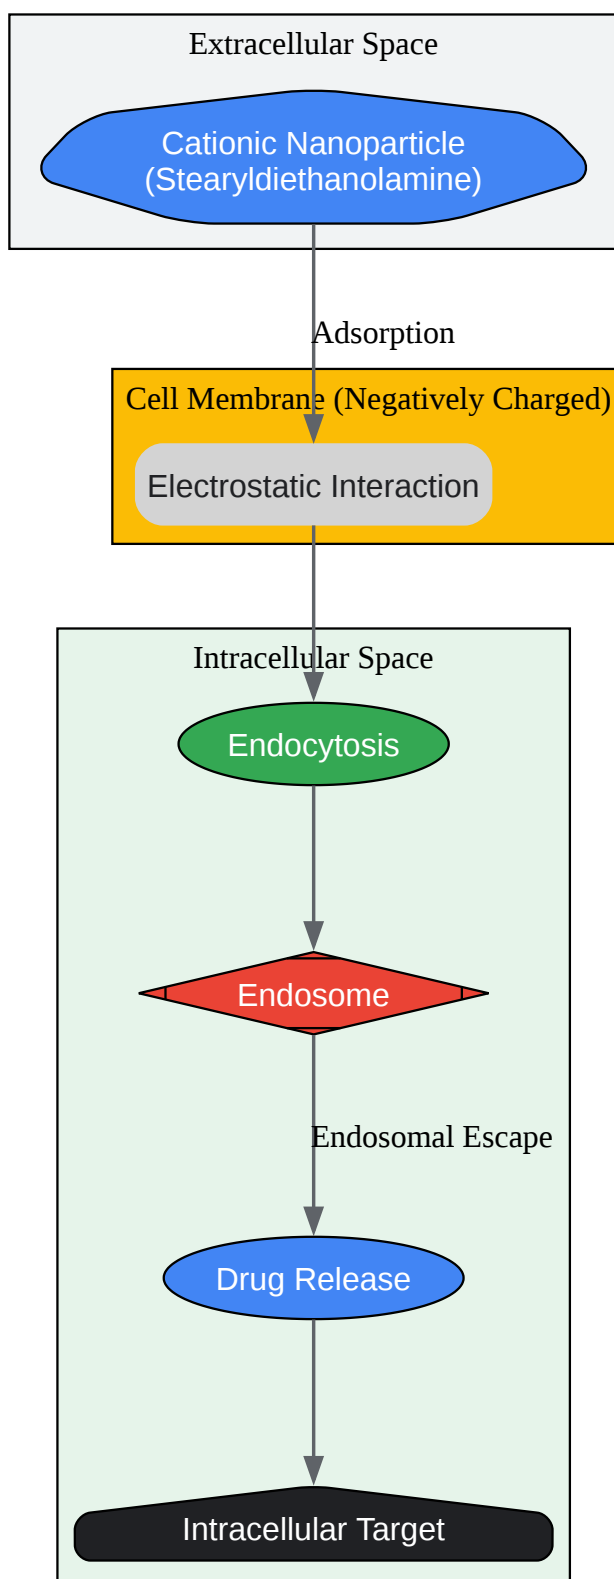 Extracellular Space
Cationic Nanoparticle
(Stearyldiethanolamine)
Adsorption
Cell Membrane (Negatively Charged)
Electrostatic Interaction
Intracellular Space
Endocytosis
Endosome
Endosomal Escape
Drug Release
Intracellular Target